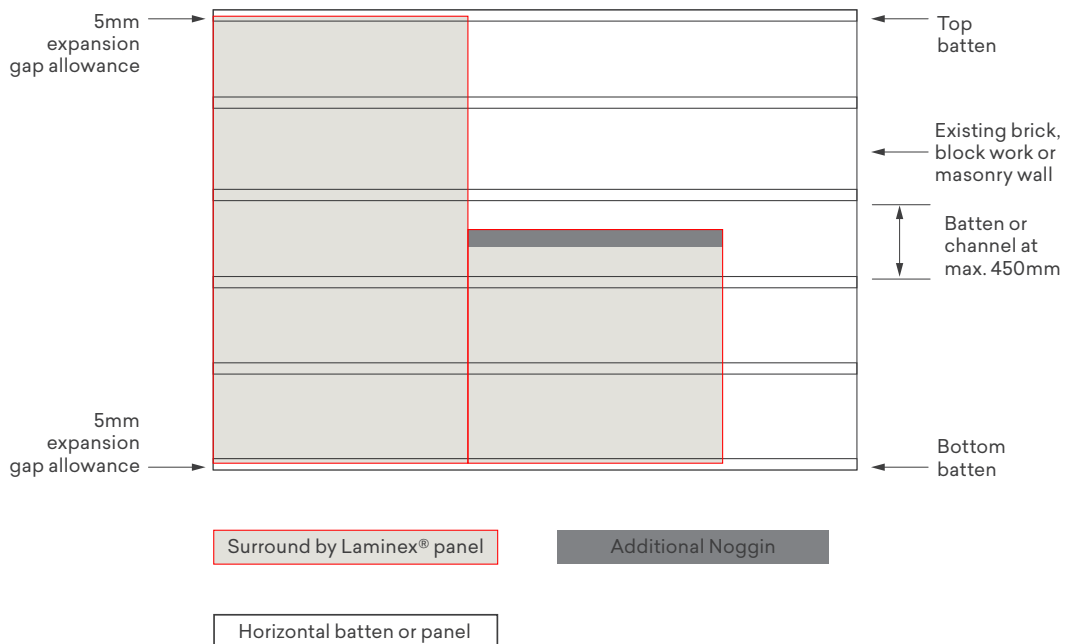 5mm
expansion
gap allowance
Top
batten
Existing brick,
block work or
masonry wall
Batten or
channel at
max. 450mm
5mm
expansion
gap allowance
Bottom
batten
Surround by Laminex® panel
Additional Noggin
Horizontal batten or panel